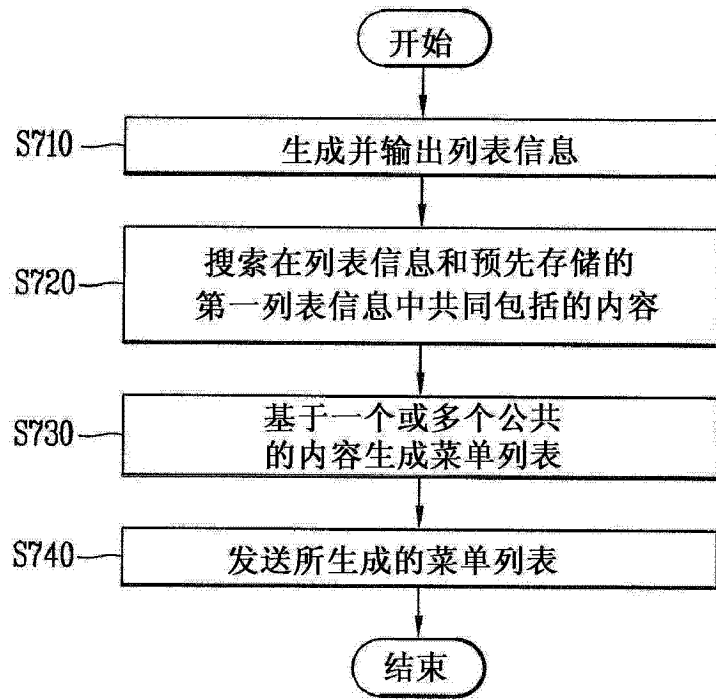 开始
S710
生成并输出列表信息
S720
搜索在列表信息和预先存储的
第一列表信息中共同包括的内容
S730
基于一个或多个公共
的内容生成菜单列表
S740
发送所生成的菜单列表
结束